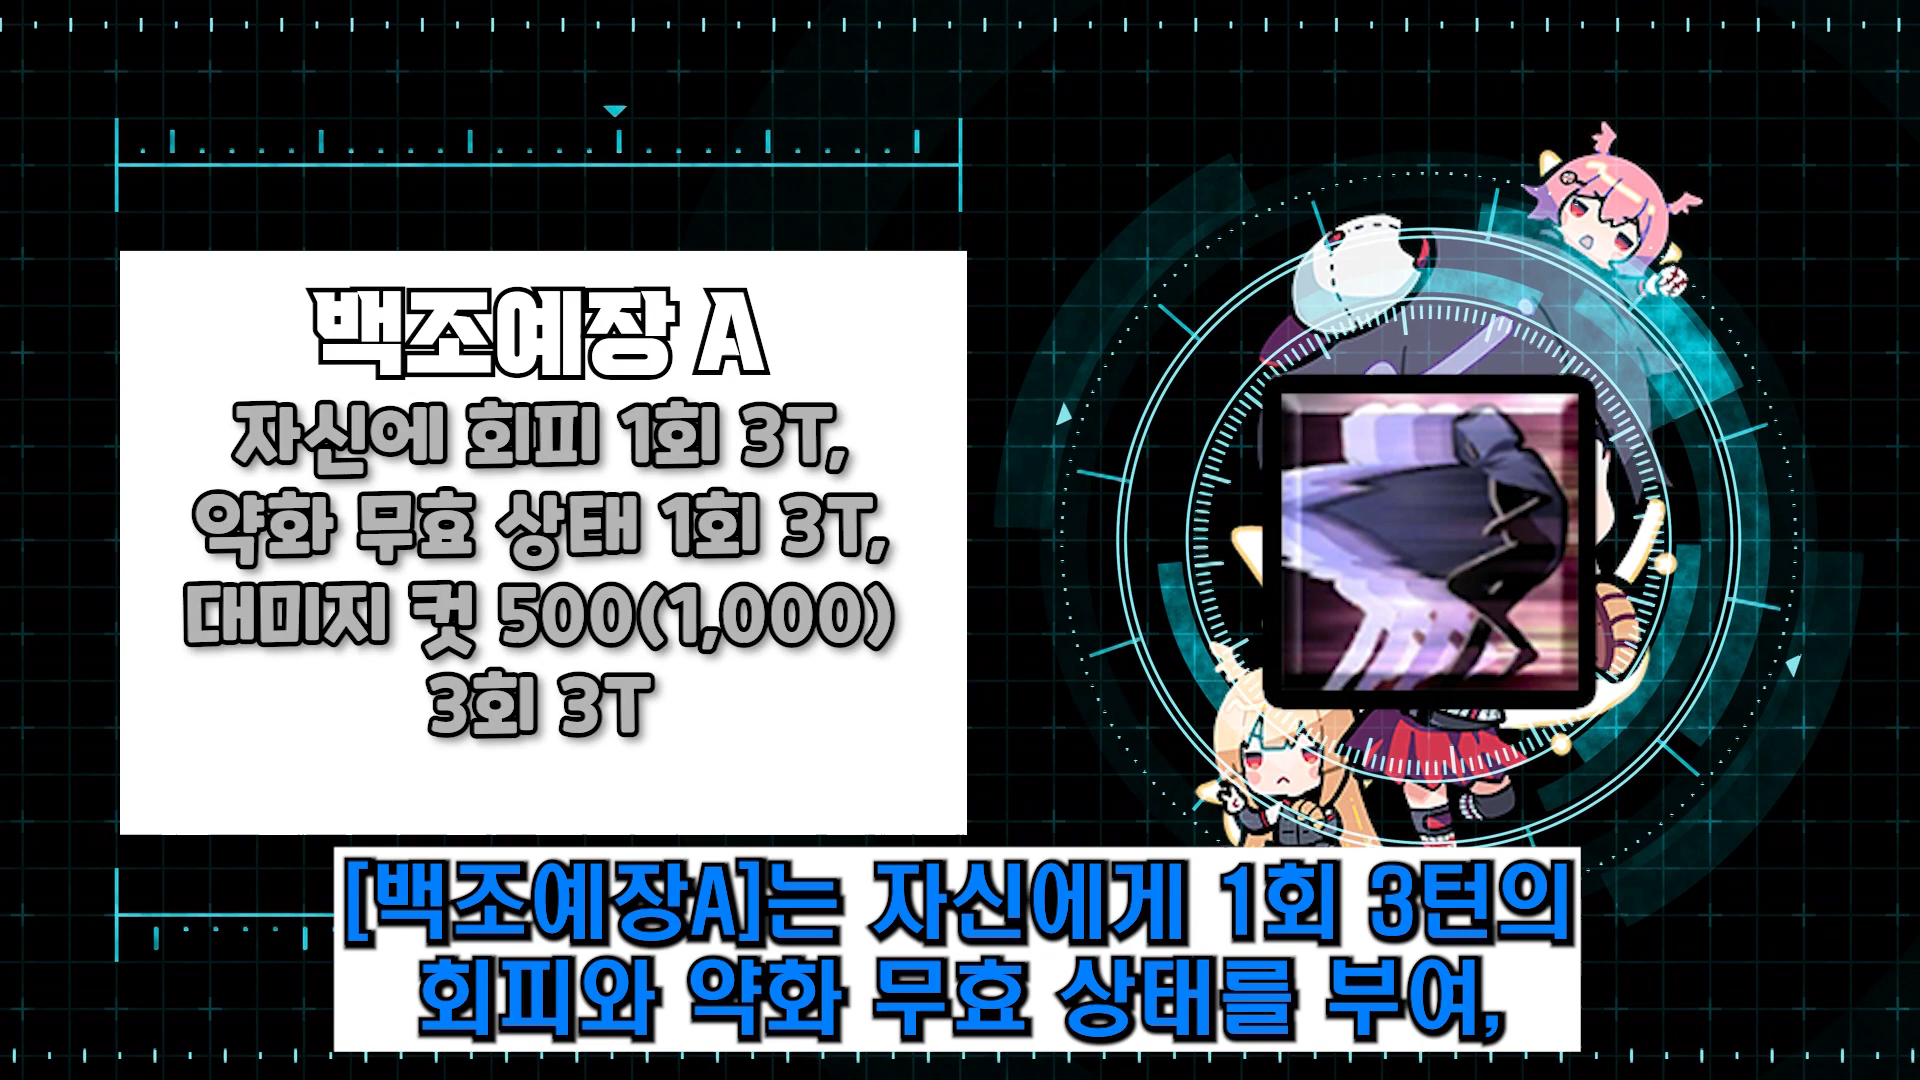 백조예장 A
자신에 회피 1회 3T,
약화 무효 상태 1회 3T,
대미지 컷 500(1,000)
3회 3T
[백조예장A]는 자신에게 1회 3턴의
회피와 약화 무효 상태를 부여,